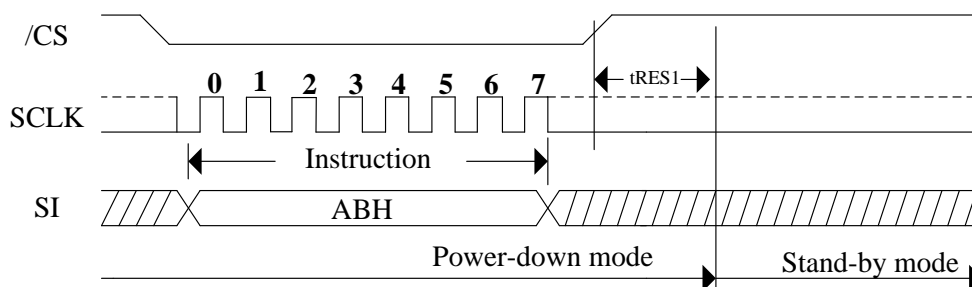 /CS
tRES1
0 1 2 3 4 5 6 7
SCLK
Instruction
SI
ABH
Power-down mode
Stand-by mode